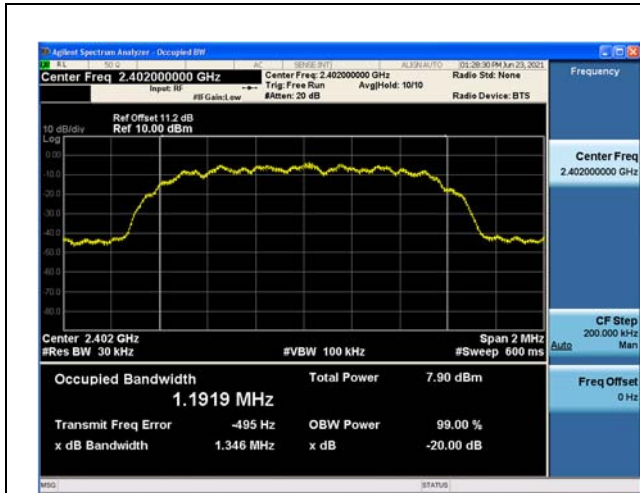 Agilent Spectrum Analyzer - Occupied BW
RL 50 Ω AC SENSE:INT ALIGN AUTO 01:28:30 PM Jun 23, 2021
Center Freq 2.402000000 GHz
Center Freq: 2.402000000 GHz
Radio Std: None
Frequency
Input: RF
Trig: Free Run Avg|Hold: 10/10
#IFGain:Low
#Atten: 20 dB
Radio Device: BTS
Ref Offset 11.2 dB
10 dB/div Ref 10.00 dBm
Log
0.00
-10.0
-20.0
-30.0
-40.0
-50.0
-60.0
-70.0
-80.0
Center Freq
2.402000000 GHz
Center 2.402 GHz Span 2 MHz
#Res BW 30 kHz #VBW 100 kHz #Sweep 600 ms
CF Step
200.000 kHz
Auto Man
Occupied Bandwidth Total Power 7.90 dBm
1.1919 MHz
Transmit Freq Error -495 Hz OBW Power 99.00 %
x dB Bandwidth 1.346 MHz x dB -20.00 dB
Freq Offset
0 Hz
MSG STATUS